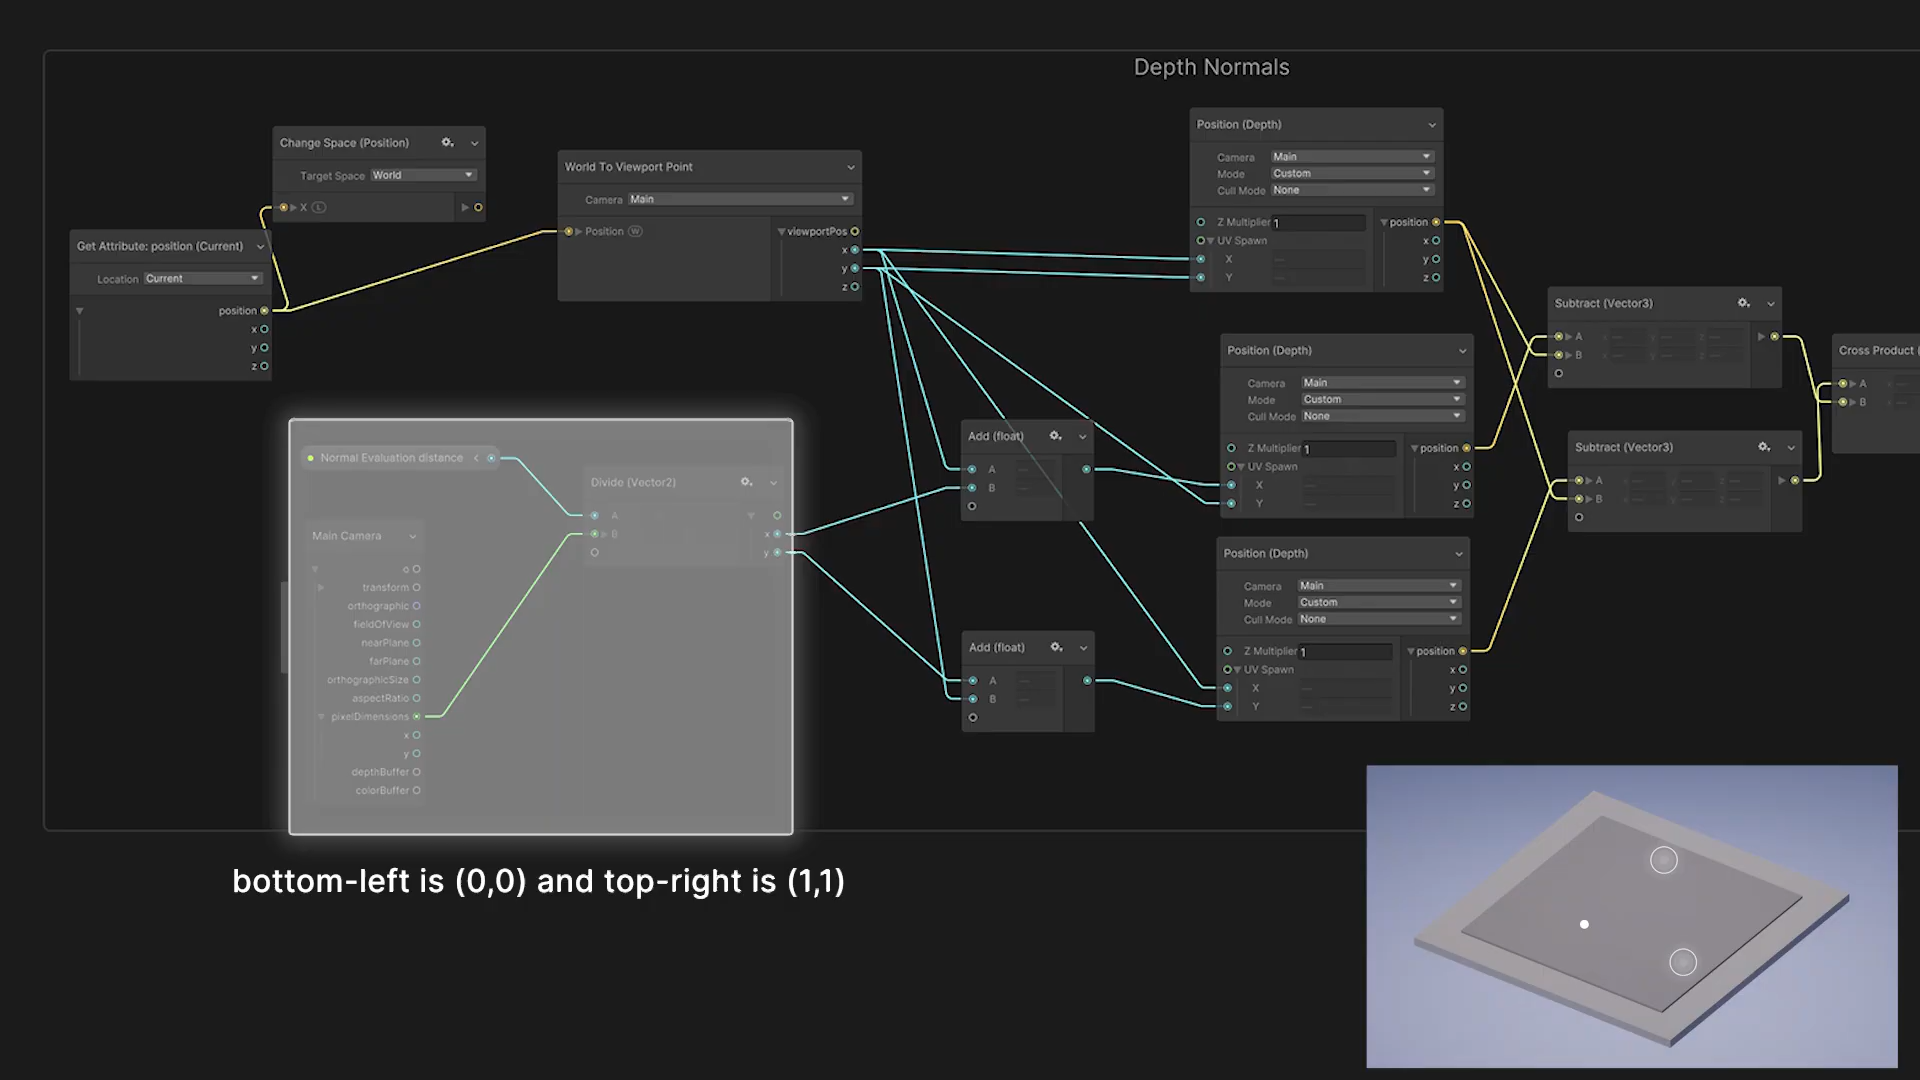 Depth Normals
Change Space (Position)
Target Space World
X L
Get Attribute: position (Current)
Location Current
position
x
y
z
World To Viewport Point
Camera Main
Position W
viewportPos
x
y
z
Normal Evaluation distance
Divide (Vector2)
A
B
x
y
Main Camera
o
transform
orthographic
fieldOfView
nearPlane
farPlane
orthographicSize
aspectRatio
pixelDimensions
x
y
depthBuffer
colorBuffer
bottom-left is (0,0) and top-right is (1,1)
Add (float)
A
B
Add (float)
A
B
Position (Depth)
Camera Main
Mode Custom
Cull Mode None
Z Multiplier 1
UV Spawn
X
Y
position
x
y
z
Position (Depth)
Camera Main
Mode Custom
Cull Mode None
Z Multiplier 1
UV Spawn
X
Y
position
x
y
z
Position (Depth)
Camera Main
Mode Custom
Cull Mode None
Z Multiplier 1
UV Spawn
X
Y
position
x
y
z
Subtract (Vector3)
A
B
Subtract (Vector3)
A
B
Cross Product (
A
B